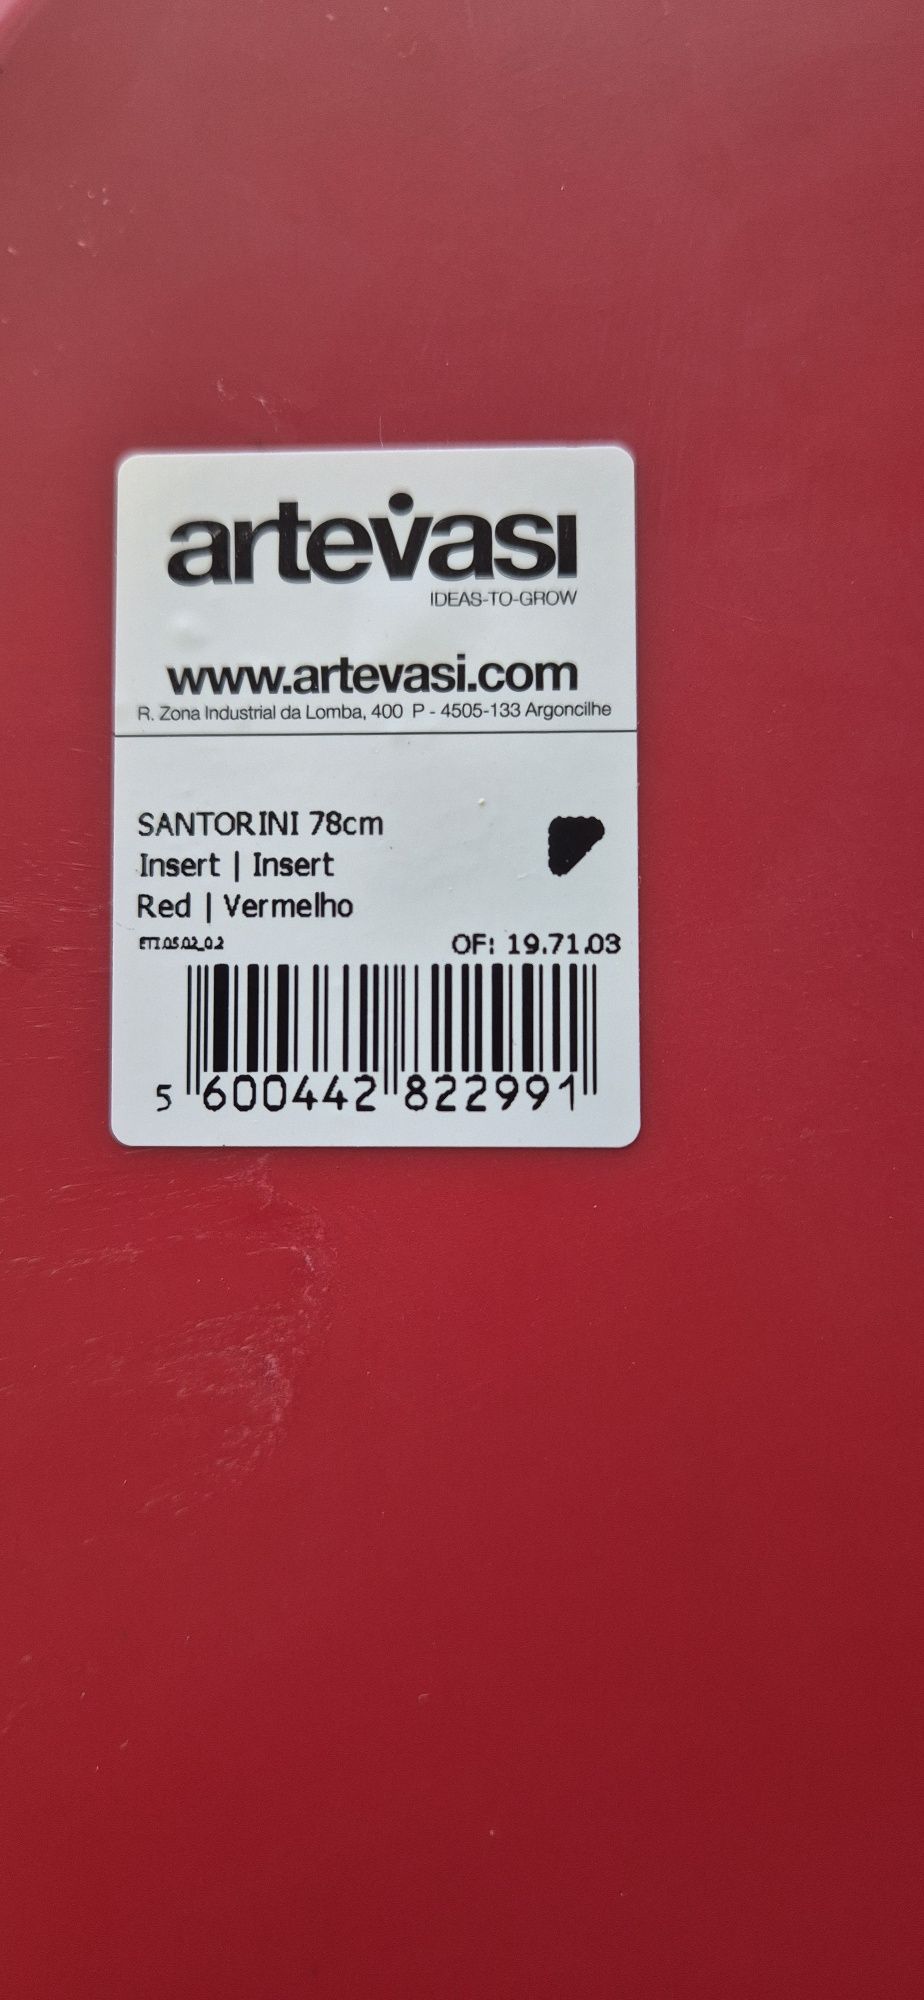 artevasi
IDEAS-TO-GROW
www.artevasi.com
R. Zona Industrial da Lomba, 400 P - 4505-133 Argoncilhe
SANTORINI 78cm
Insert | Insert
Red | Vermelho
ETI.05.02_0.2 OF: 19.71.03
5 600442 822991